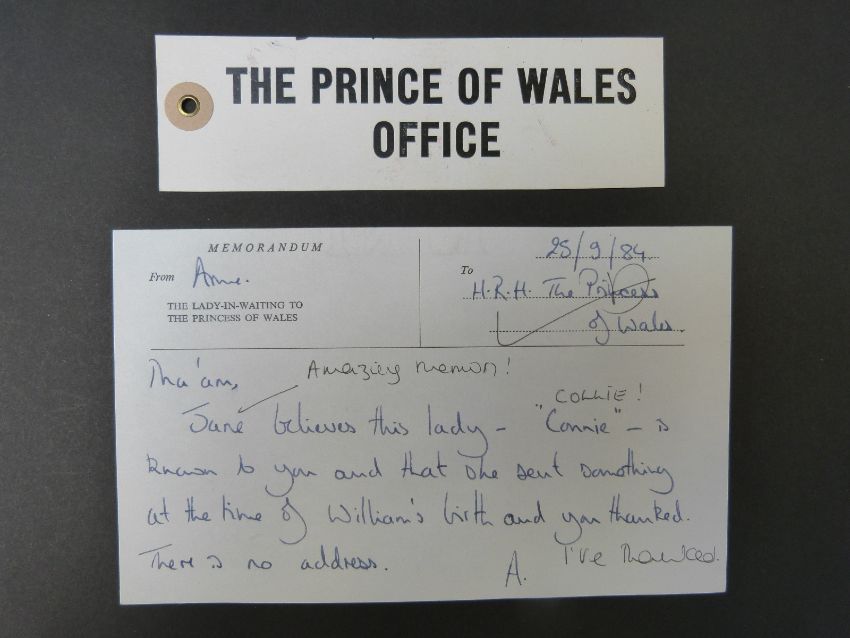 THE PRINCE OF WALES
OFFICE
MEMORANDUM
From Anne.
THE LADY-IN-WAITING TO
THE PRINCESS OF WALES
25/9/84.
To
H.R.H. The Princess
of Wales.
Ma'am,
Amazing memory!
"COLLIE!
Jane believes this lady - "Connie" - is
known to you and that she sent something
at the time of William's birth and you thanked.
There is no address.
A.
I've thanked.